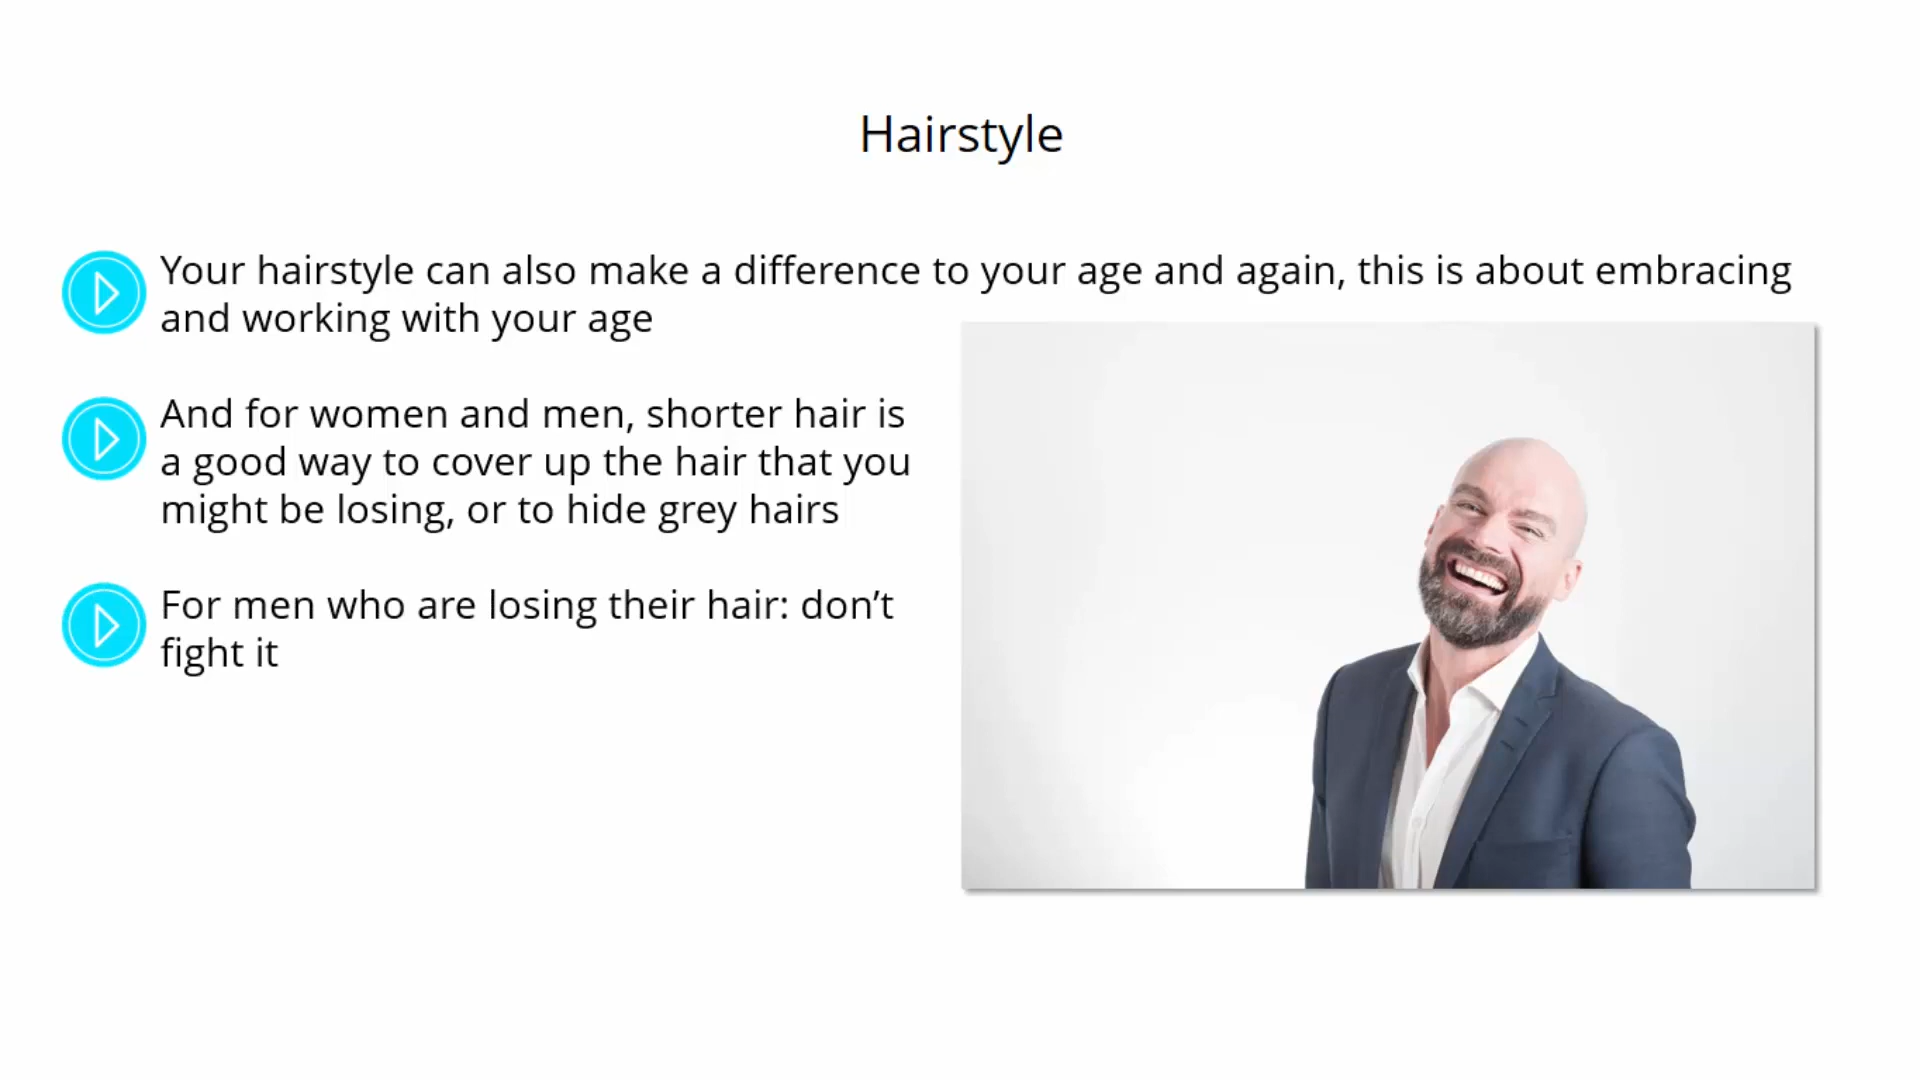 Hairstyle
Your hairstyle can also make a difference to your age and again, this is about embracing
and working with your age
And for women and men, shorter hair is
a good way to cover up the hair that you
might be losing, or to hide grey hairs
For men who are losing their hair: don’t
fight it